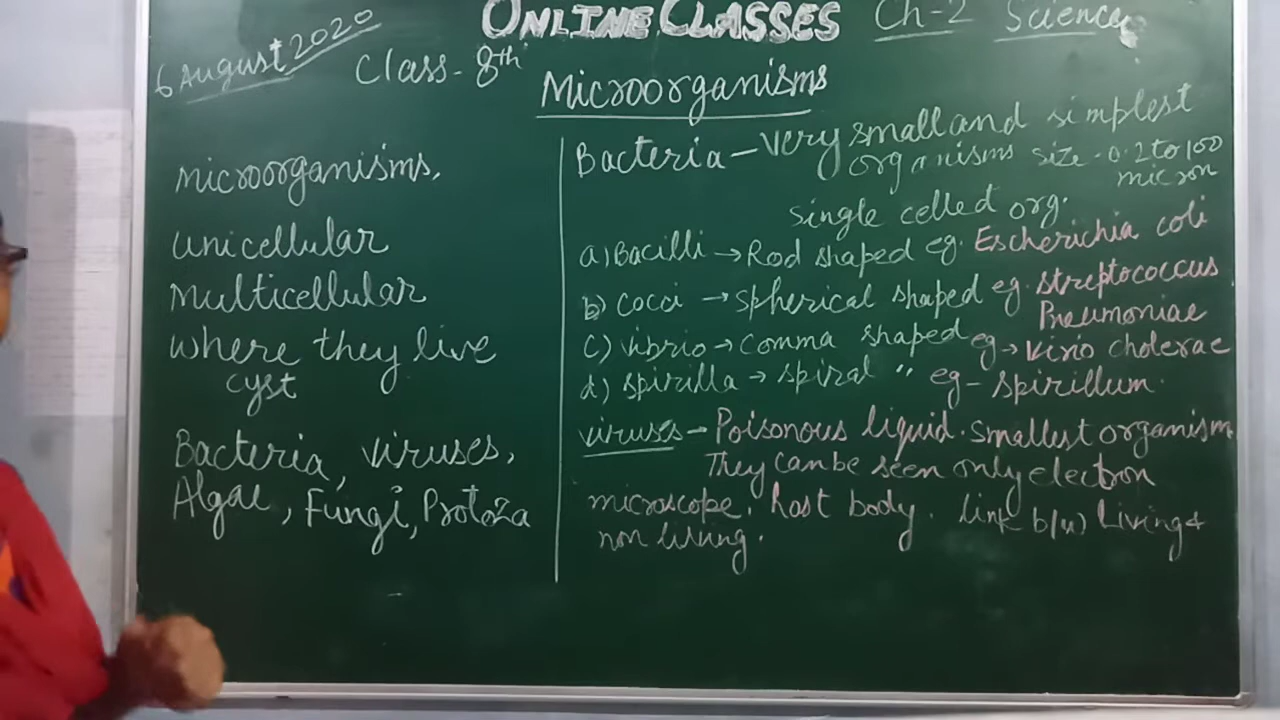 ONLINE CLASSES Ch-2 Science
6 August 2020
Class - 8th
Microorganisms
Microorganisms,
unicellular
Multicellular
where they live
cyst
Bacteria, viruses,
Algae, Fungi, Protoza
Bacteria - Very small and simplest
organisms size - 0.2 to 100
micron
single celled org.
a) Bacilli → Rod shaped eg. Escherichia coli
b) Cocci → Spherical shaped eg. Streptococcus
Pneumoniae
c) Vibrio → Comma shaped eg → Virio cholerae
d) Spirilla → spiral " eg - Spirillum.
viruses - Poisonous liquid. Smallest organism
They can be seen only electron
microscope. host body. link b/w Living &
non living.